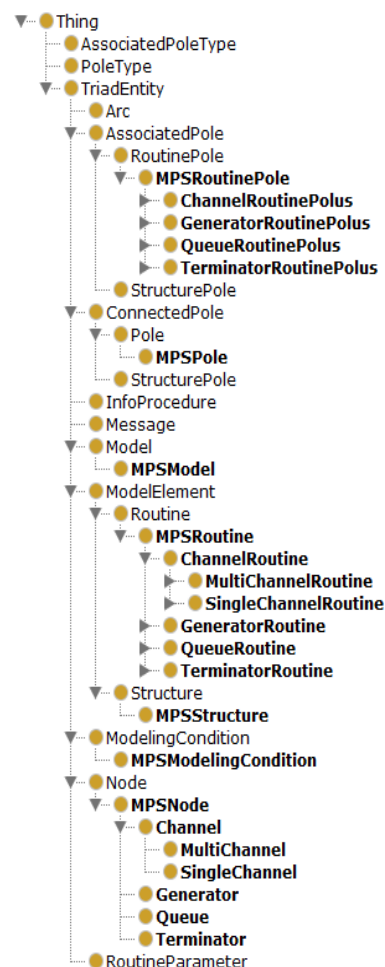 Thing
AssociatedPoleType
PoleType
TriadEntity
Arc
AssociatedPole
RoutinePole
MPSRoutinePole
ChannelRoutinePolus
GeneratorRoutinePolus
QueueRoutinePolus
TerminatorRoutinePolus
StructurePole
ConnectedPole
Pole
MPSPole
StructurePole
InfoProcedure
Message
Model
MPSModel
ModelElement
Routine
MPSRoutine
ChannelRoutine
MultiChannelRoutine
SingleChannelRoutine
GeneratorRoutine
QueueRoutine
TerminatorRoutine
Structure
MPSStructure
ModelingCondition
MPSModelingCondition
Node
MPSNode
Channel
MultiChannel
SingleChannel
Generator
Queue
Terminator
RoutineParameter